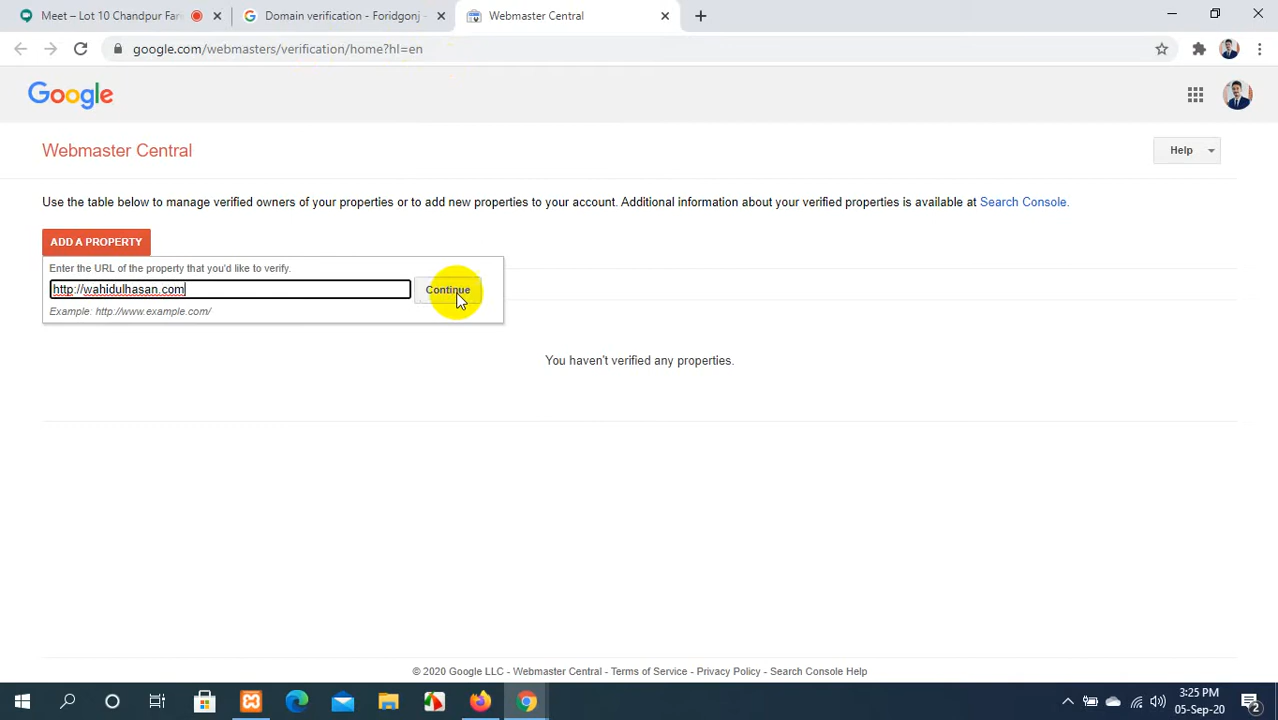 Meet – Lot 10 Chandpur Far
Domain verification - Foridgonj -
Webmaster Central
google.com/webmasters/verification/home?hl=en
Google
Webmaster Central
Help
Use the table below to manage verified owners of your properties or to add new properties to your account. Additional information about your verified properties is available at Search Console.
ADD A PROPERTY
Enter the URL of the property that you'd like to verify.
http://wahidulhasan.com
Continue
Example: http://www.example.com/
You haven't verified any properties.
© 2020 Google LLC - Webmaster Central - Terms of Service - Privacy Policy - Search Console Help
3:25 PM
05-Sep-20
2